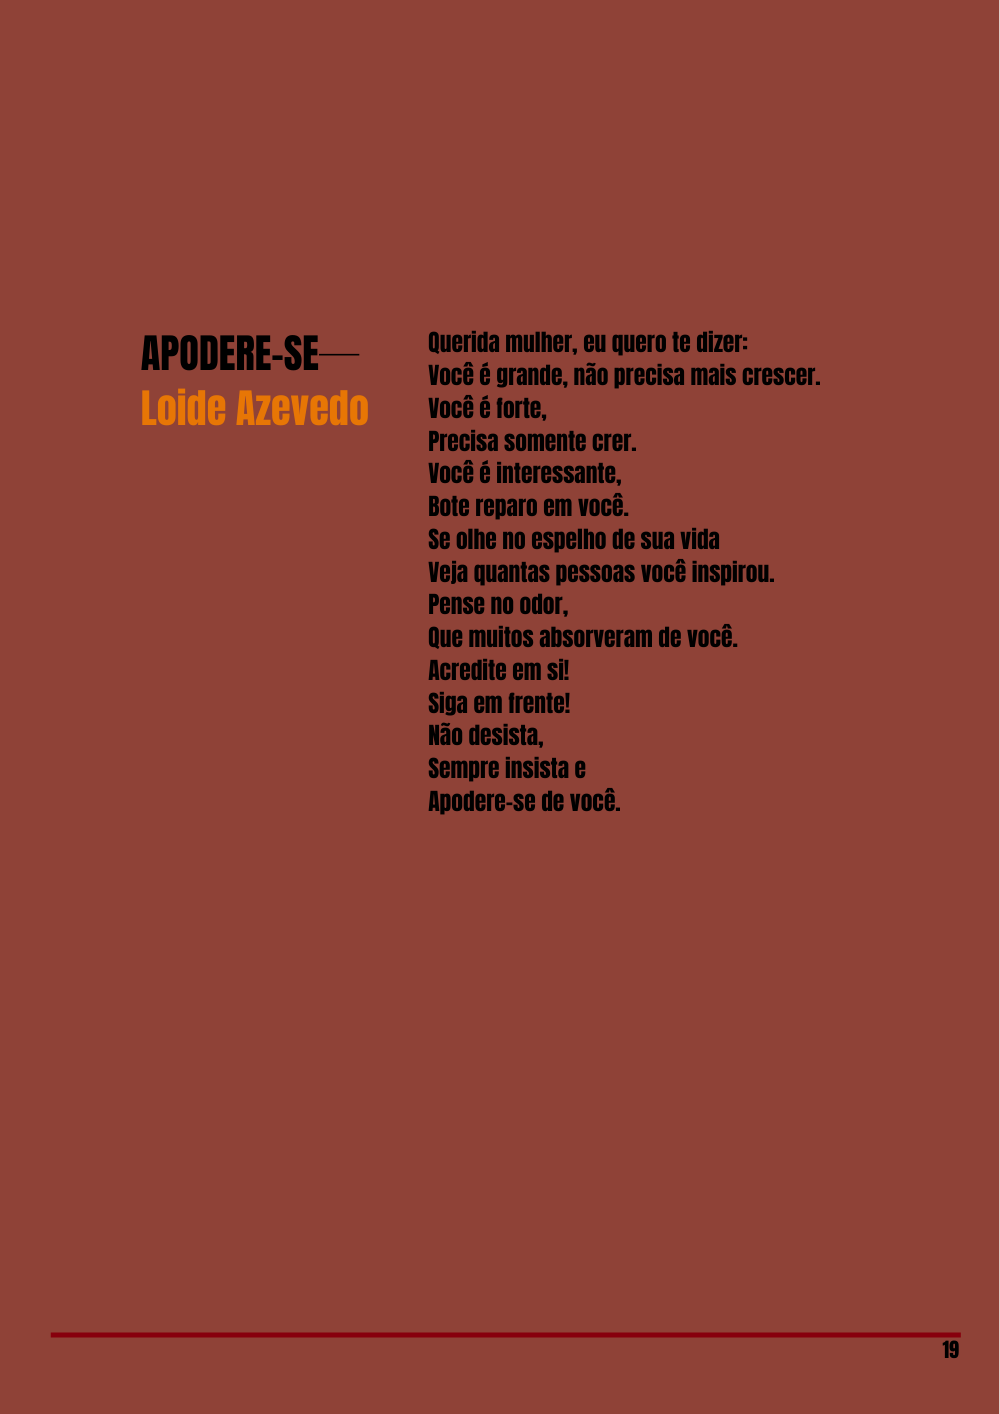 APODERE-SE—
Loide Azevedo
Querida mulher, eu quero te dizer:
Você é grande, não precisa mais crescer.
Você é forte,
Precisa somente crer.
Você é interessante,
Bote reparo em você.
Se olhe no espelho de sua vida
Veja quantas pessoas você inspirou.
Pense no odor,
Que muitos absorveram de você.
Acredite em si!
Siga em frente!
Não desista,
Sempre insista e
Apodere-se de você.
19